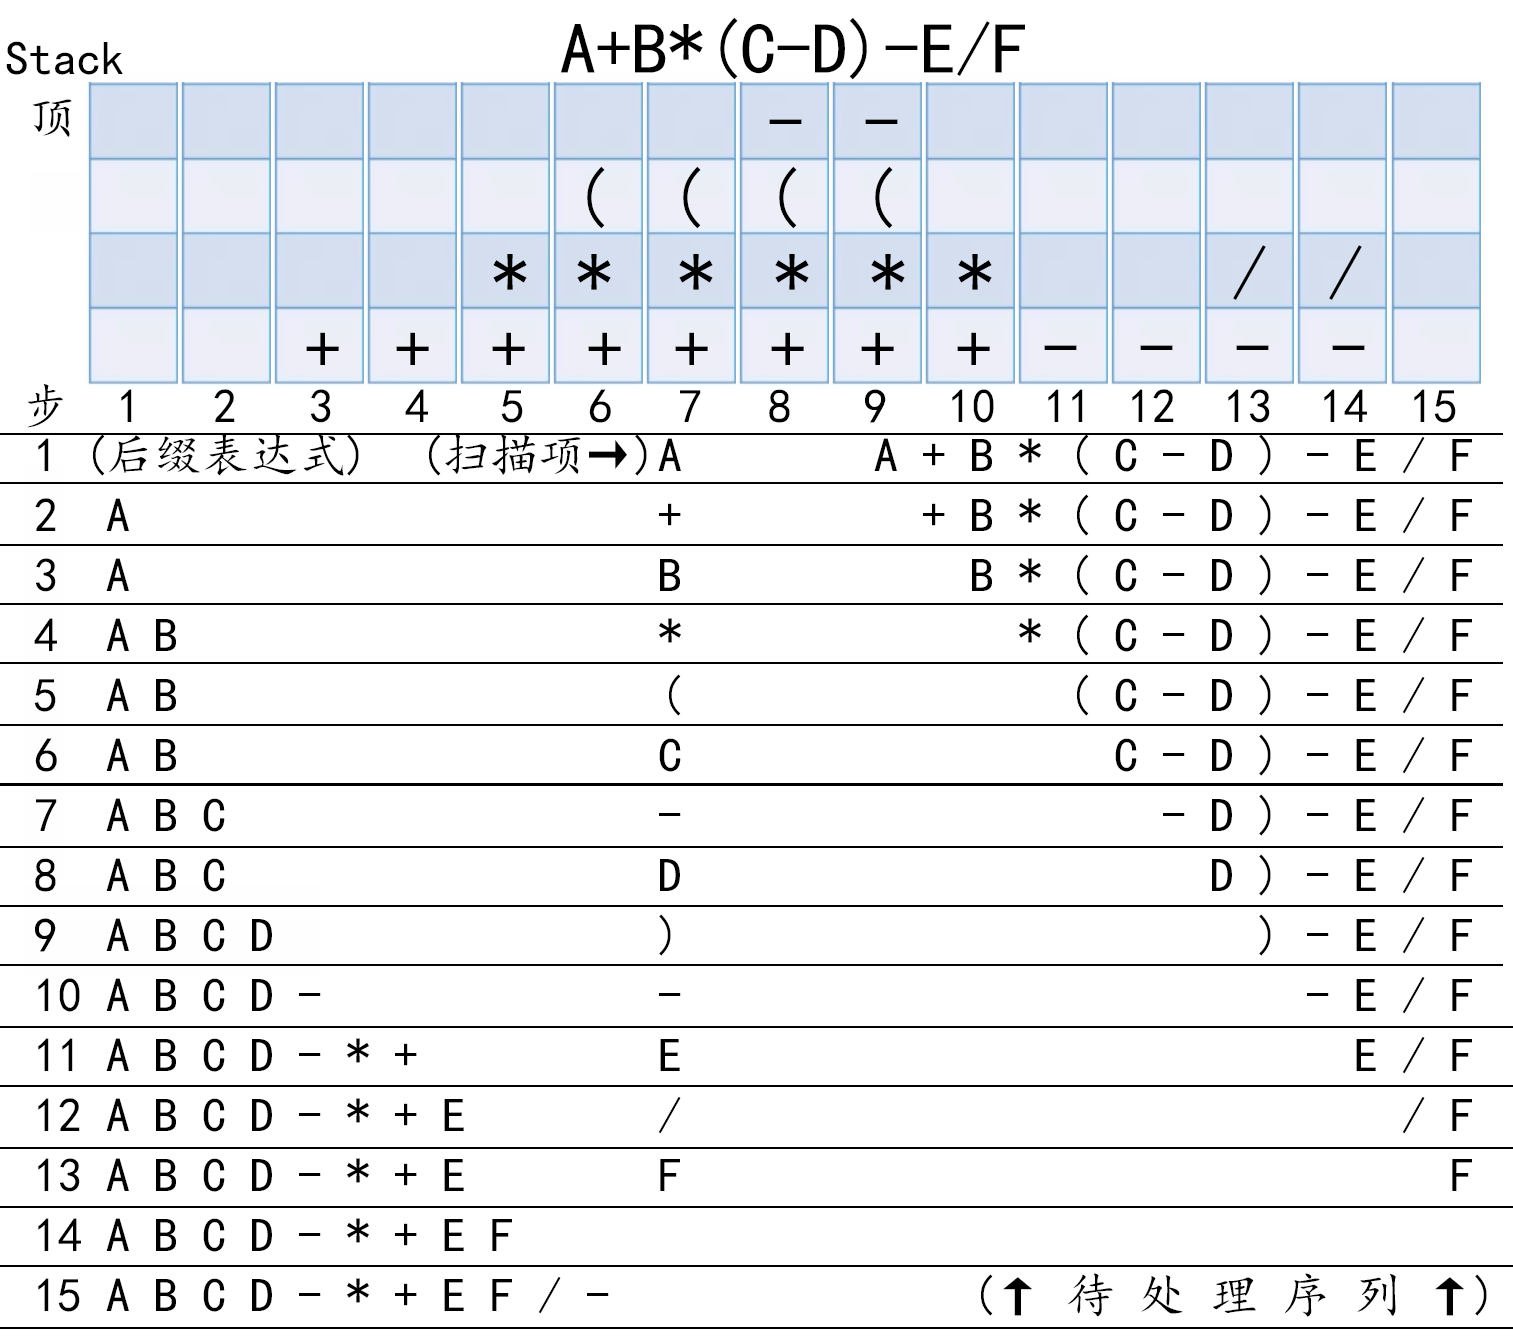 A+B*(C-D)-E/F
Stack
顶 - -
( ( ( (
* * * * * * / /
+ + + + + + + + - - - -
步 1 2 3 4 5 6 7 8 9 10 11 12 13 14 15
1 (后缀表达式) (扫描项→)A A + B * ( C - D ) - E / F
2 A + + B * ( C - D ) - E / F
3 A B B * ( C - D ) - E / F
4 A B * * ( C - D ) - E / F
5 A B ( ( C - D ) - E / F
6 A B C C - D ) - E / F
7 A B C - - D ) - E / F
8 A B C D D ) - E / F
9 A B C D ) ) - E / F
10 A B C D - - - E / F
11 A B C D - * + E E / F
12 A B C D - * + E / / F
13 A B C D - * + E F F
14 A B C D - * + E F
15 A B C D - * + E F / - (↑ 待 处 理 序 列 ↑)